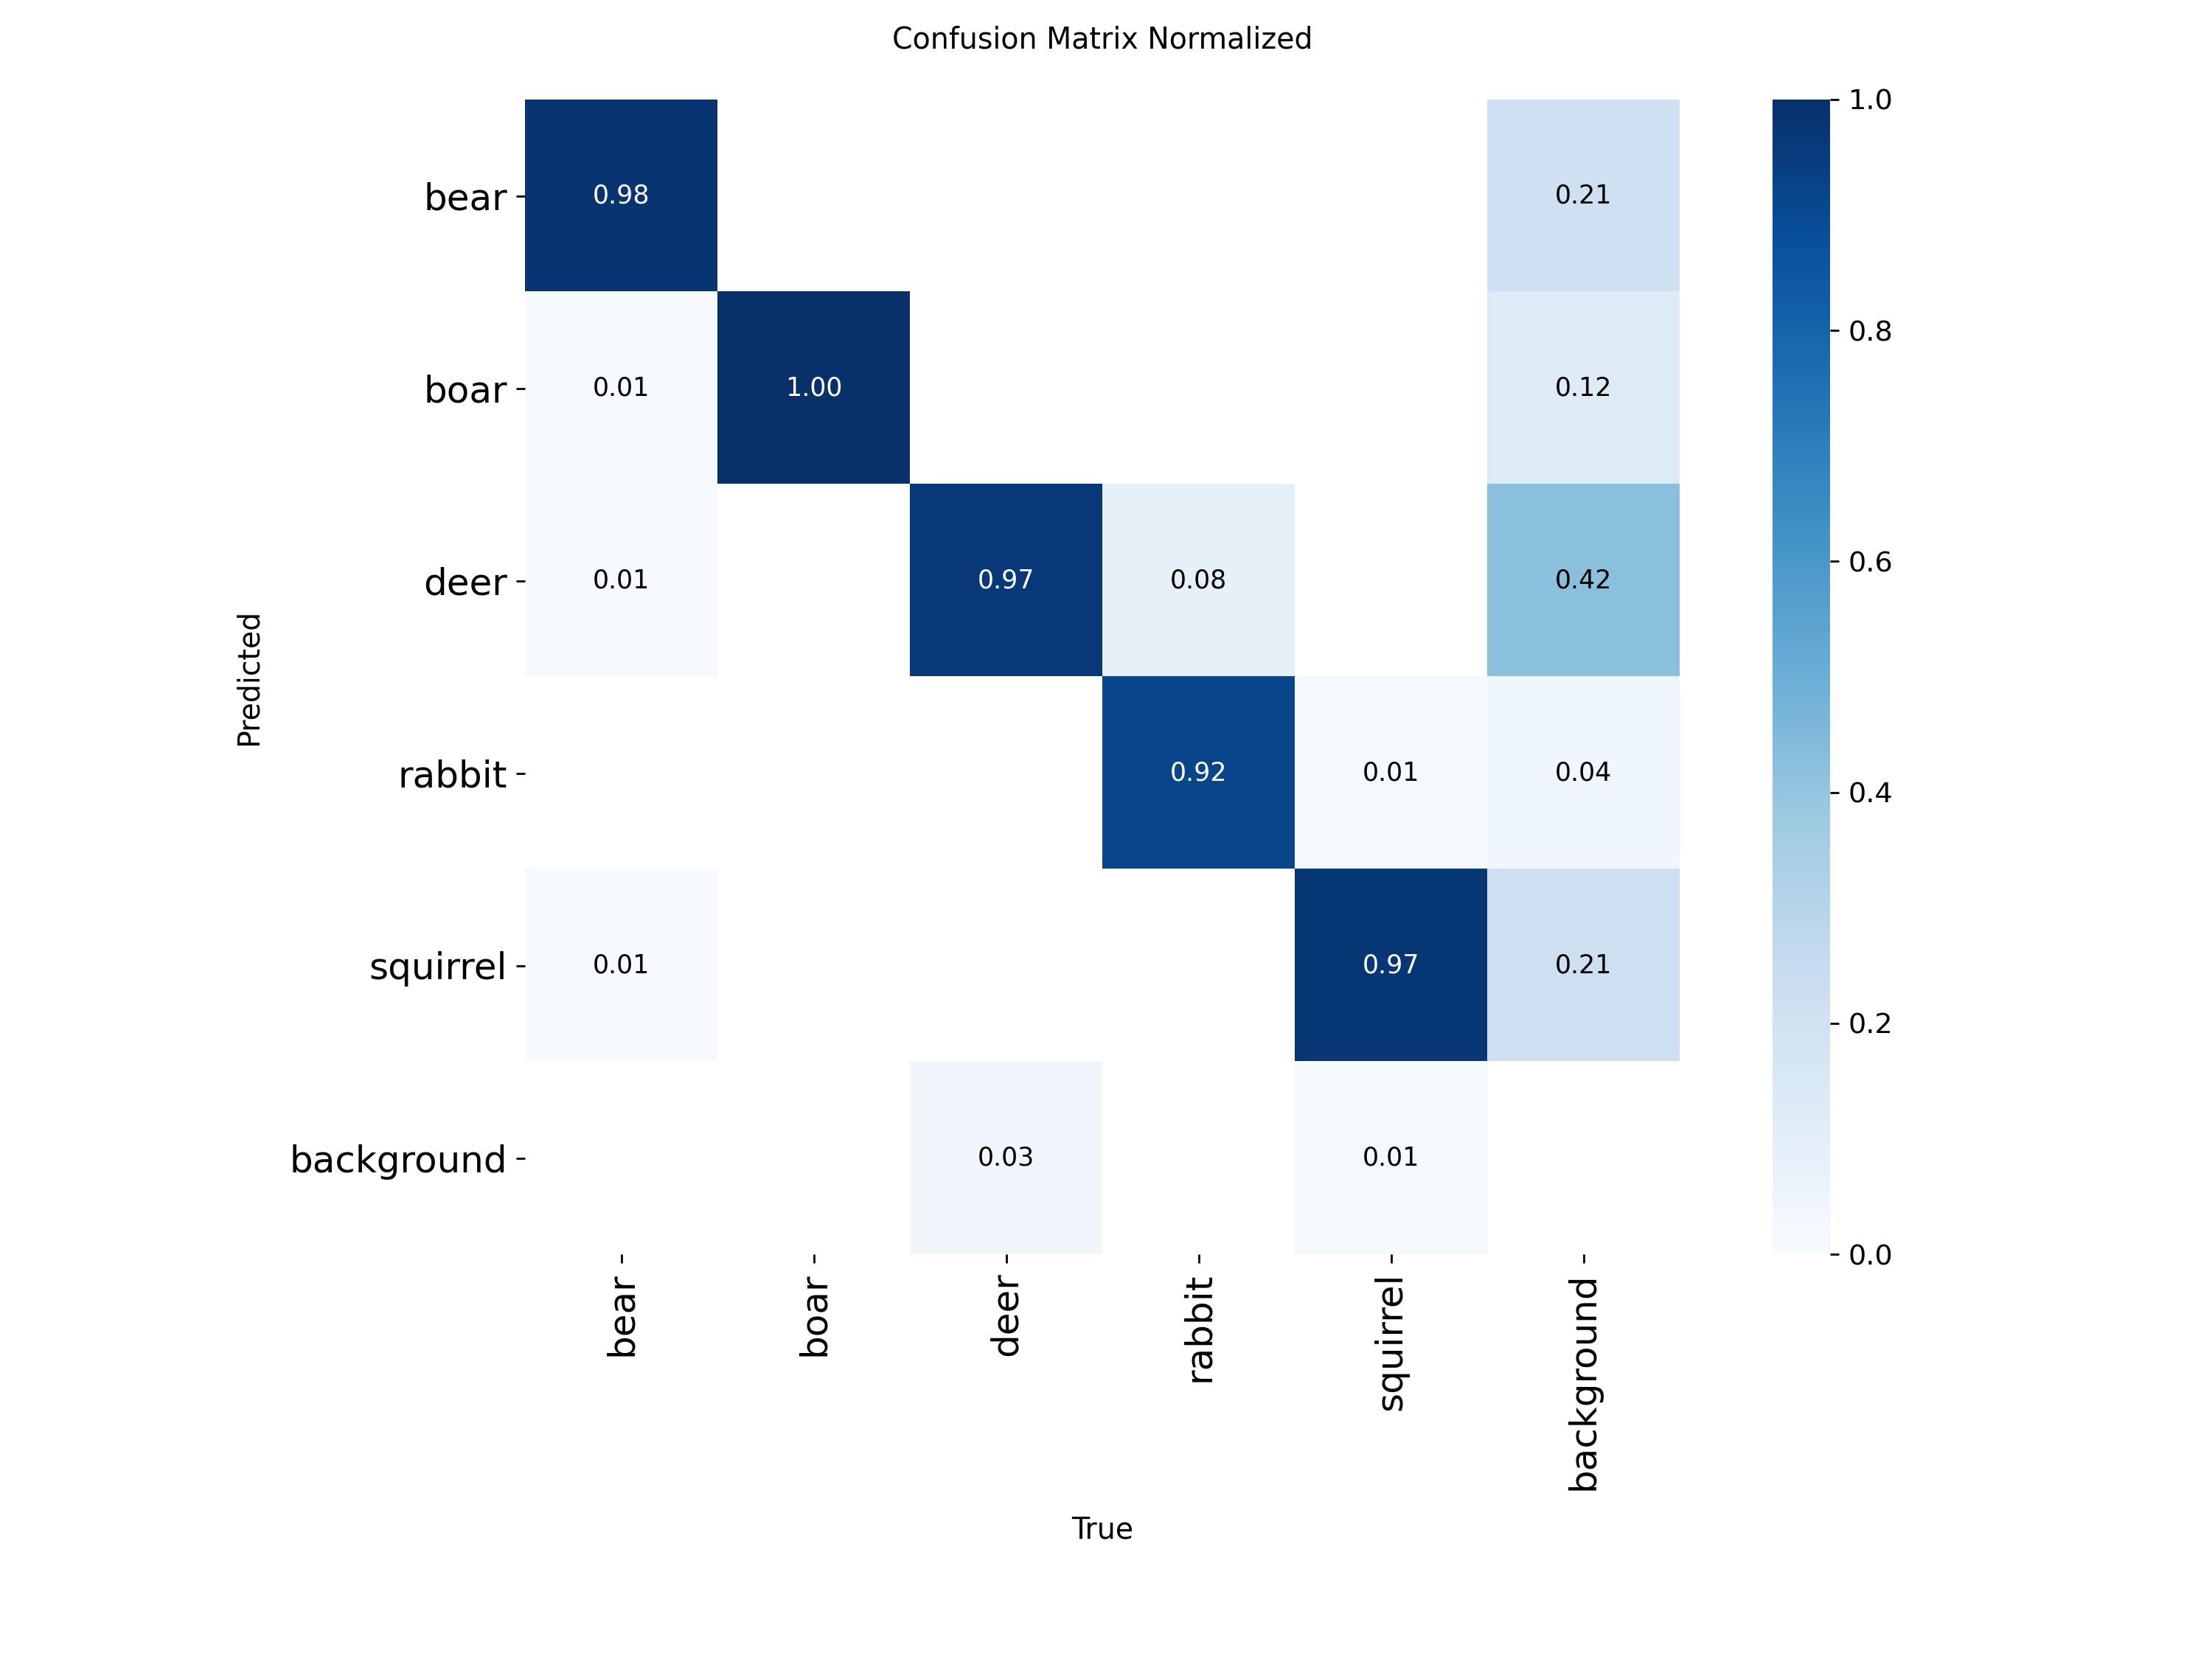 Confusion Matrix Normalized
Predicted
bear
0.98
0.21
boar
0.01
1.00
0.12
deer
0.01
0.97
0.08
0.42
rabbit
0.92
0.01
0.04
squirrel
0.01
0.97
0.21
background
0.03
0.01
bear
boar
deer
rabbit
squirrel
background
True
1.0
0.8
0.6
0.4
0.2
0.0